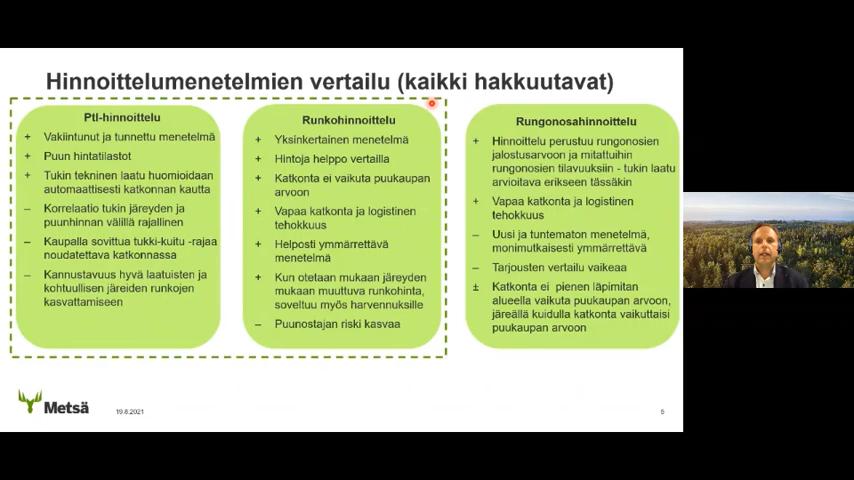 Hinnoittelumenetelmien vertailu (kaikki hakkuutavat)
Ptl-hinnoittelu
+ Vakiintunut ja tunnettu menetelmä
+ Puun hintatilastot
+ Tukin tekninen laatu huomioidaan
automaattisesti katkonnan kautta
– Korrelaatio tukin järeyden ja
puunhinnan välillä rajallinen
– Kaupalla sovittua tukki-kuitu -rajaa
noudatettava katkonnassa
– Kannustavuus hyvä laatuisten ja
kohtuullisen järeiden runkojen
kasvattamiseen
Runkohinnoittelu
+ Yksinkertainen menetelmä
+ Hintoja helppo vertailla
+ Katkonta ei vaikuta puukaupan
arvoon
+ Vapaa katkonta ja logistinen
tehokkuus
+ Helposti ymmärrettävä
menetelmä
+ Kun otetaan mukaan järeyden
mukaan muuttuva runkohinta,
soveltuu myös harvennuksille
– Puunostajan riski kasvaa
Rungonosahinnoittelu
+ Hinnoittelu perustuu rungonosien
jalostusarvoon ja mitattuihin
rungonosien tilavuuksiin - tukin laatu
arvioitava erikseen tässäkin
+ Vapaa katkonta ja logistinen
tehokkuus
– Uusi ja tuntematon menetelmä,
monimutkaisesti ymmärrettävä
– Tarjousten vertailu vaikeaa
± Katkonta ei pienen läpimitan
alueella vaikuta puukaupan arvoon,
järeällä kuidulla katkonta vaikuttaisi
puukaupan arvoon
Metsä
19.8.2021
5